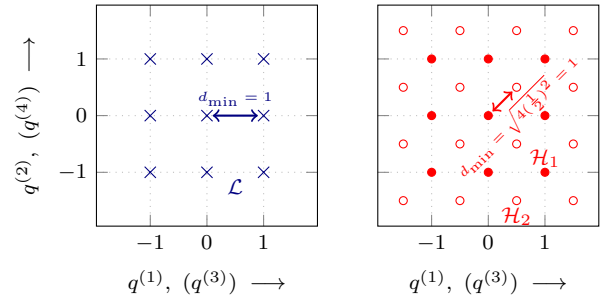 1
0
−1
−1 0 1
q^(2), (q^(4)) ⟶
q^(1), (q^(3)) ⟶
d_min = 1
ℒ
−1 0 1
q^(1), (q^(3)) ⟶
d_min = √4(1/2)^2 = 1
ℋ_1
ℋ_2